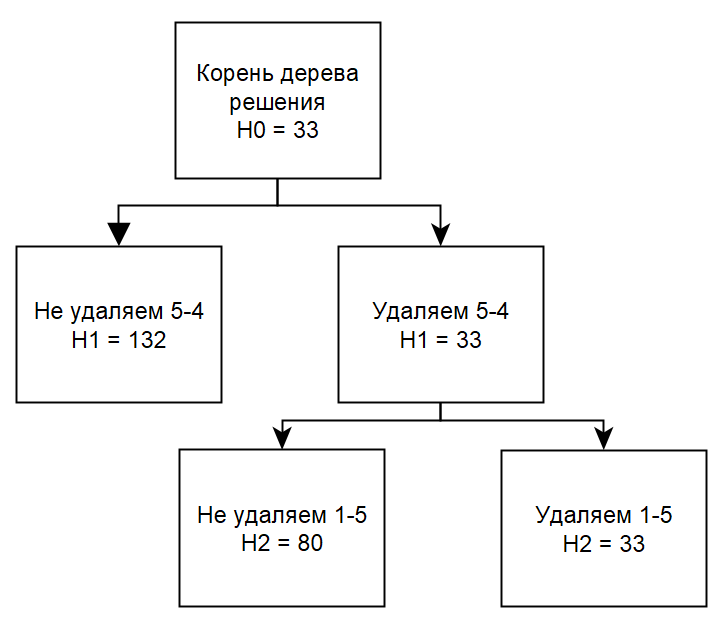 Корень дерева
решения
H0 = 33
Не удаляем 5-4
H1 = 132
Удаляем 5-4
H1 = 33
Не удаляем 1-5
H2 = 80
Удаляем 1-5
H2 = 33